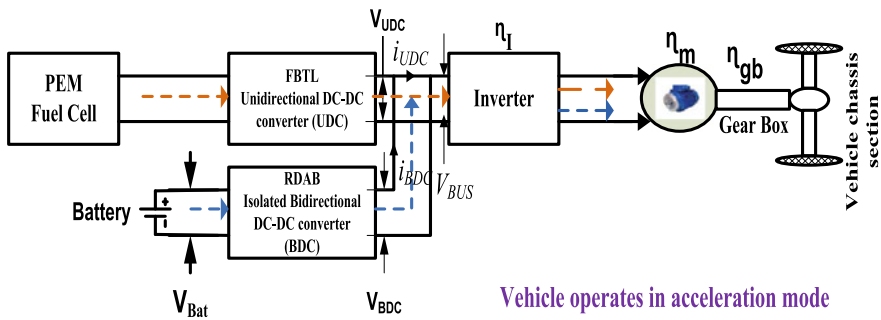 PEM
Fuel Cell
FBTL
Unidirectional DC-DC
converter (UDC)
V_UDC
i_UDC
η_I
Inverter
η_m
η_gb
Gear Box
Vehicle chassis
section
Battery
+
-
V_Bat
RDAB
Isolated Bidirectional
DC-DC converter
(BDC)
i_BDC
V_BUS
V_BDC
Vehicle operates in acceleration mode